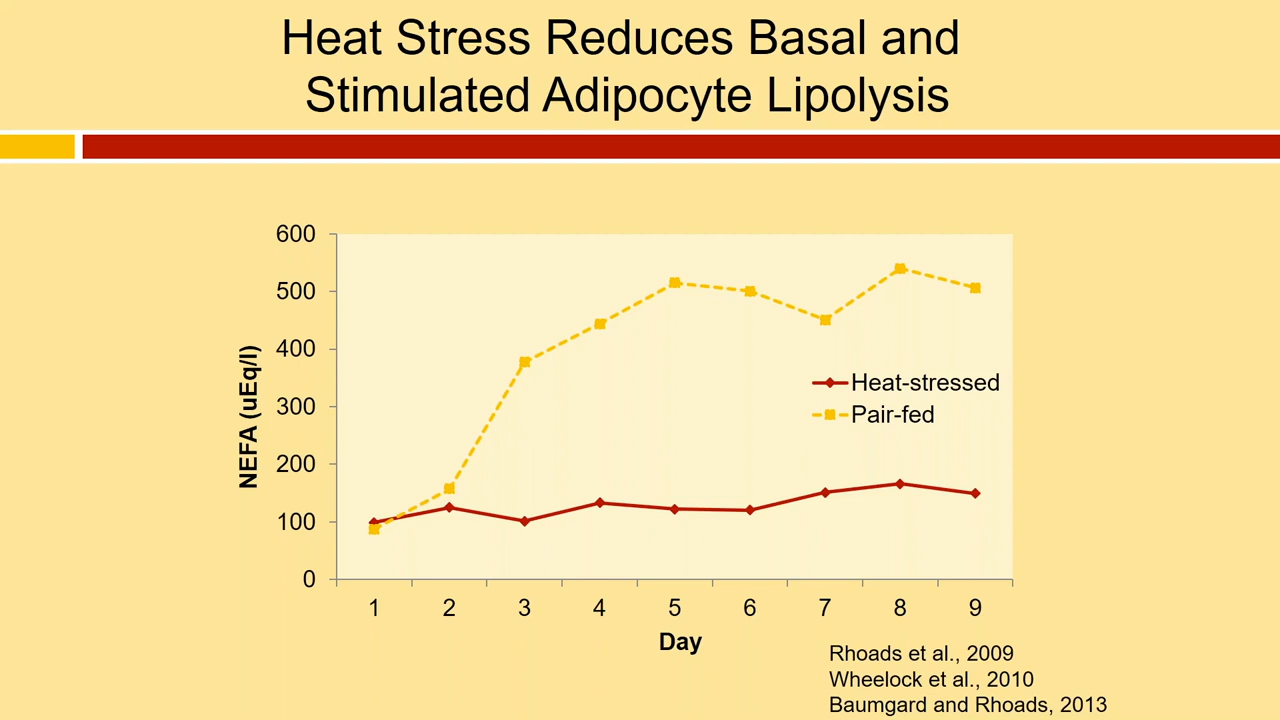 Heat Stress Reduces Basal and
Stimulated Adipocyte Lipolysis
600
500
400
300
200
100
0
NEFA (uEq/l)
Heat-stressed
Pair-fed
1 2 3 4 5 6 7 8 9
Day
Rhoads et al., 2009
Wheelock et al., 2010
Baumgard and Rhoads, 2013